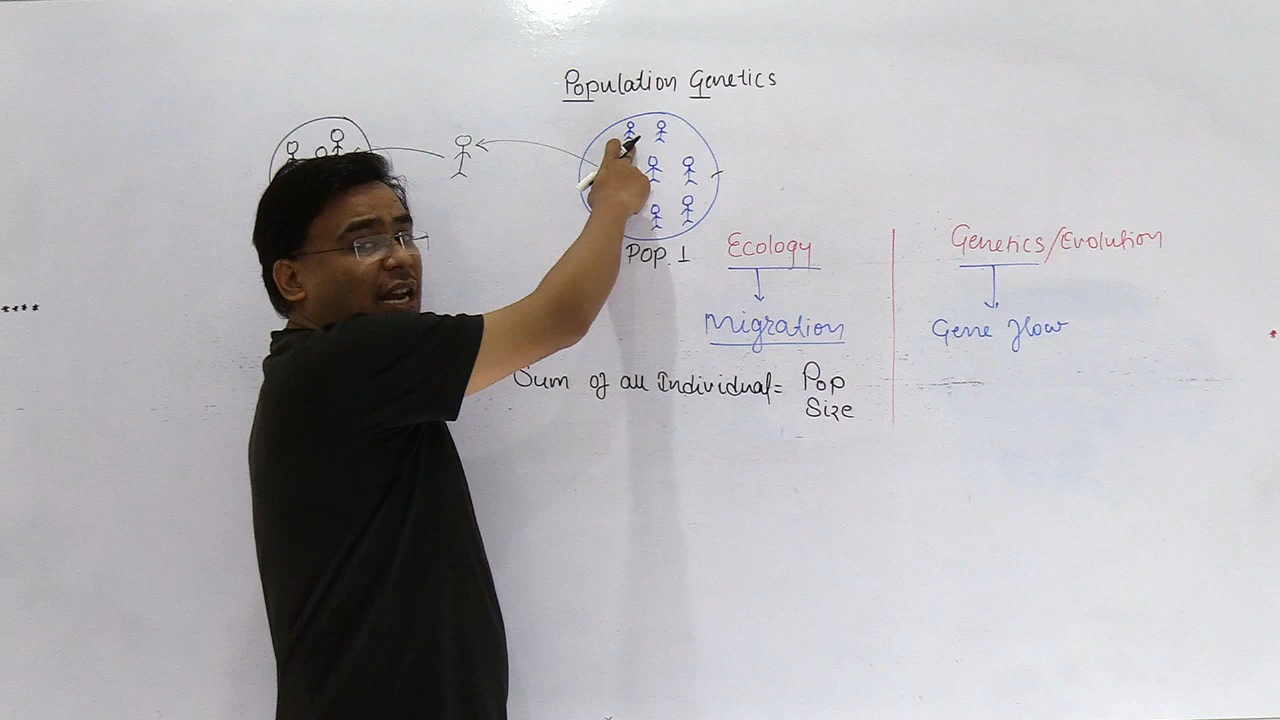 Population Genetics
Pop. 1
Ecology
Migration
Sum of all Individual = Pop
Size
Genetics/Evolution
Gene flow